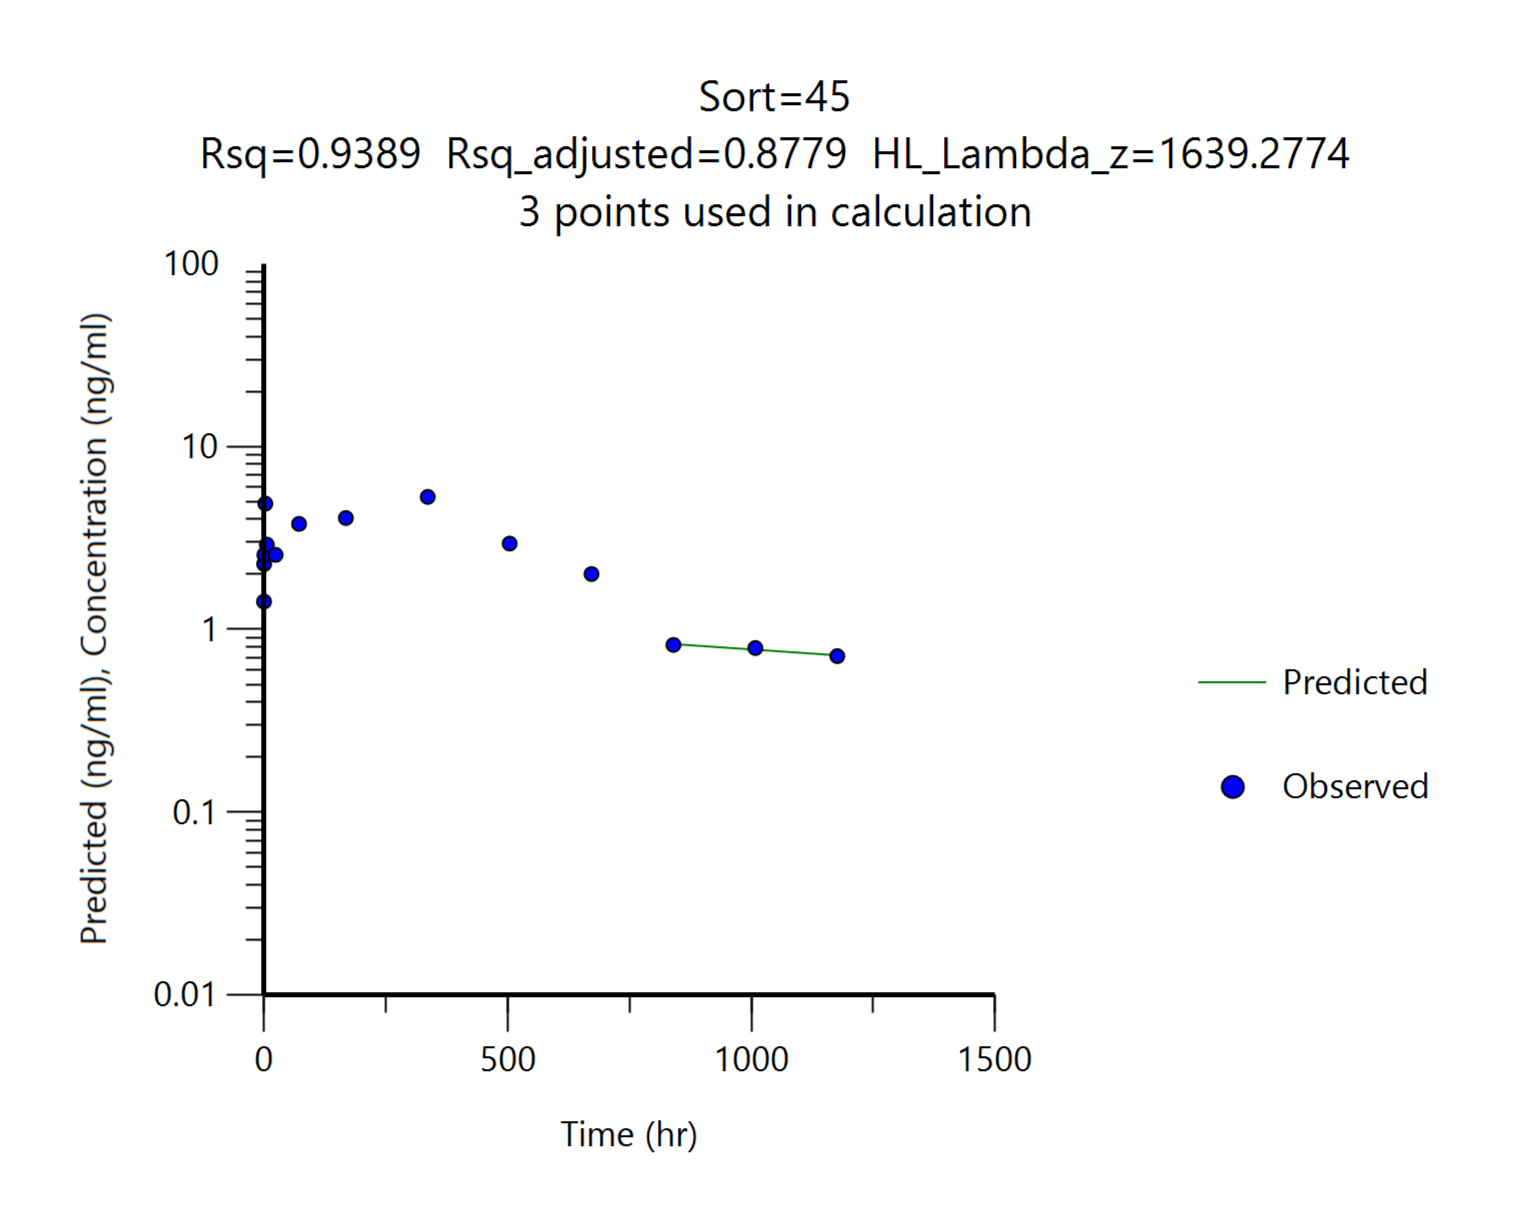 Sort=45
Rsq=0.9389 Rsq_adjusted=0.8779 HL_Lambda_z=1639.2774
3 points used in calculation
Predicted (ng/ml), Concentration (ng/ml)
100
10
1
0.1
0.01
0
500
1000
1500
Time (hr)
Predicted
Observed